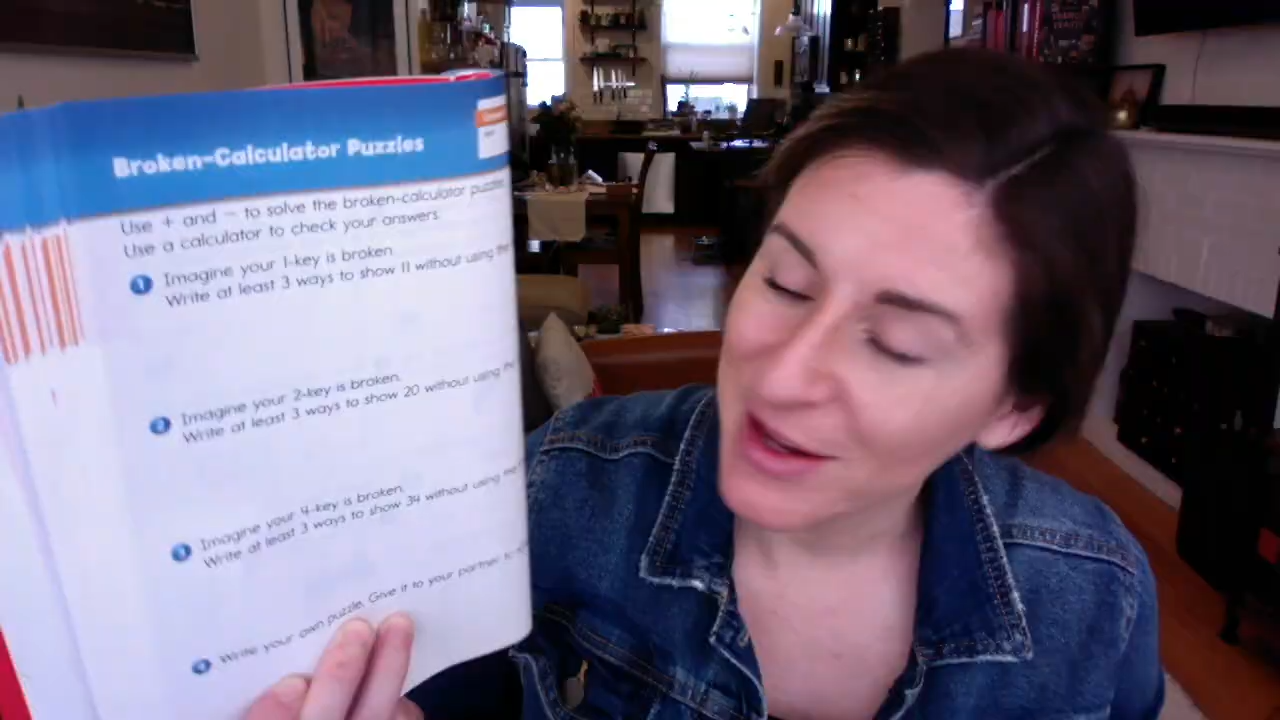 Broken-Calculator Puzzles
Use + and − to solve the broken-calculator puzzles.
Use a calculator to check your answers.
1 Imagine your 1-key is broken.
Write at least 3 ways to show 11 without using the
2 Imagine your 2-key is broken.
Write at least 3 ways to show 20 without using the
3 Imagine your 4-key is broken.
Write at least 3 ways to show 34 without using the
4 Write your own puzzle. Give it to your partner to